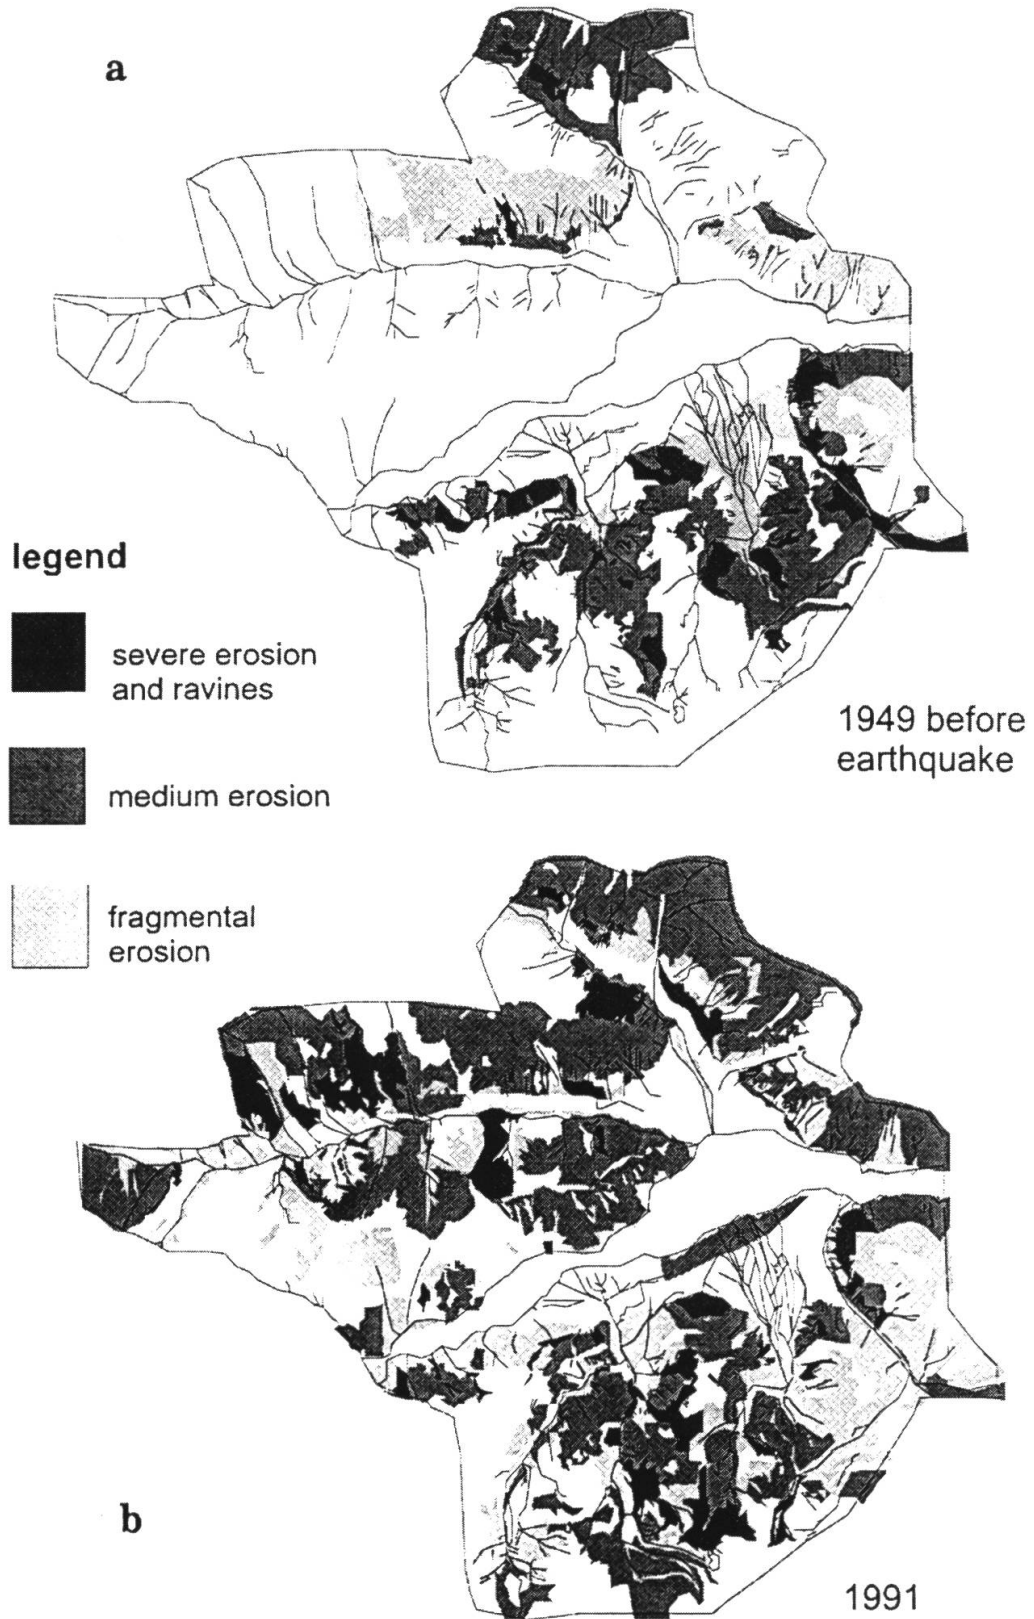 a
legend
severe erosion
and ravines
1949 before
earthquake
medium erosion
fragmental
erosion
b
1991